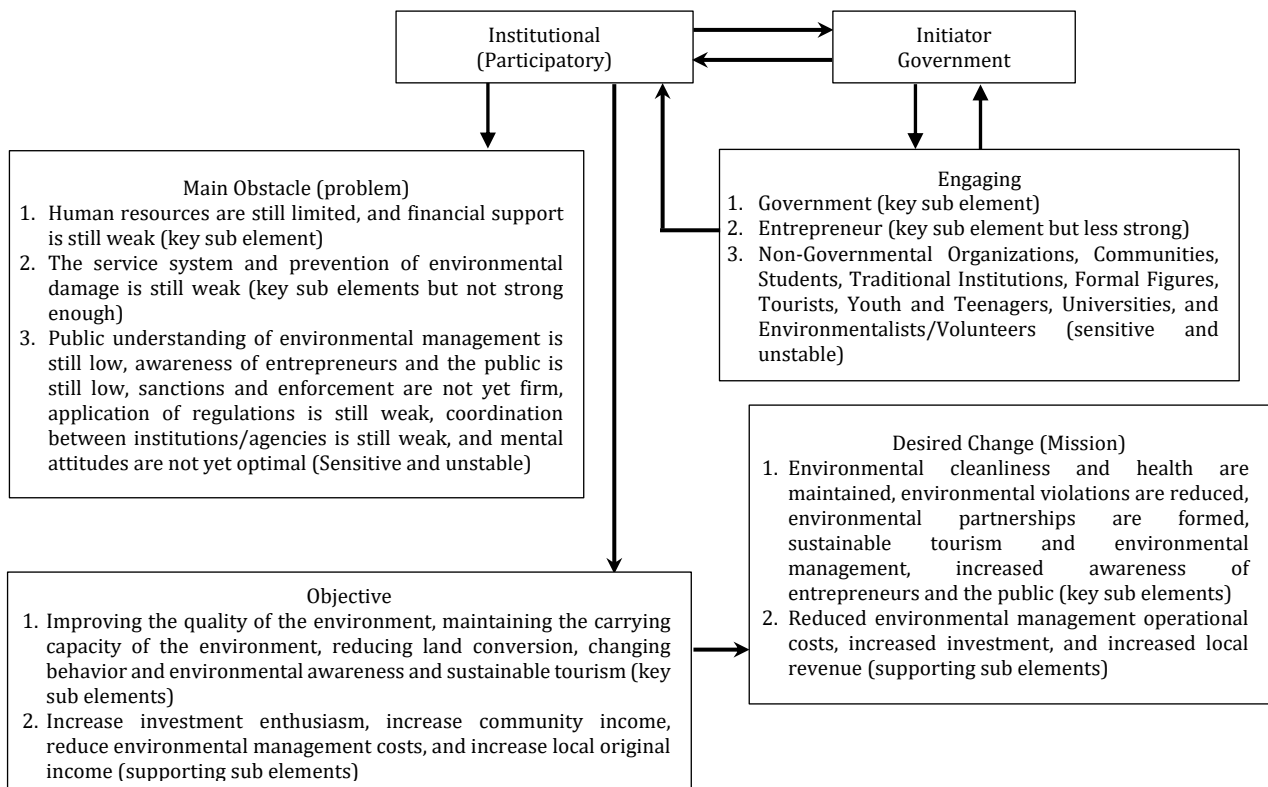 Institutional
(Participatory)
Initiator
Government
Main Obstacle (problem)
1. Human resources are still limited, and financial support
is still weak (key sub element)
2. The service system and prevention of environmental
damage is still weak (key sub elements but not strong
enough)
3. Public understanding of environmental management is
still low, awareness of entrepreneurs and the public is
still low, sanctions and enforcement are not yet firm,
application of regulations is still weak, coordination
between institutions/agencies is still weak, and mental
attitudes are not yet optimal (Sensitive and unstable)
Engaging
1. Government (key sub element)
2. Entrepreneur (key sub element but less strong)
3. Non-Governmental Organizations, Communities,
Students, Traditional Institutions, Formal Figures,
Tourists, Youth and Teenagers, Universities, and
Environmentalists/Volunteers (sensitive and
unstable)
Desired Change (Mission)
1. Environmental cleanliness and health are
maintained, environmental violations are reduced,
environmental partnerships are formed,
sustainable tourism and environmental
management, increased awareness of
entrepreneurs and the public (key sub elements)
2. Reduced environmental management operational
costs, increased investment, and increased local
revenue (supporting sub elements)
Objective
1. Improving the quality of the environment, maintaining the carrying
capacity of the environment, reducing land conversion, changing
behavior and environmental awareness and sustainable tourism (key
sub elements)
2. Increase investment enthusiasm, increase community income,
reduce environmental management costs, and increase local original
income (supporting sub elements)